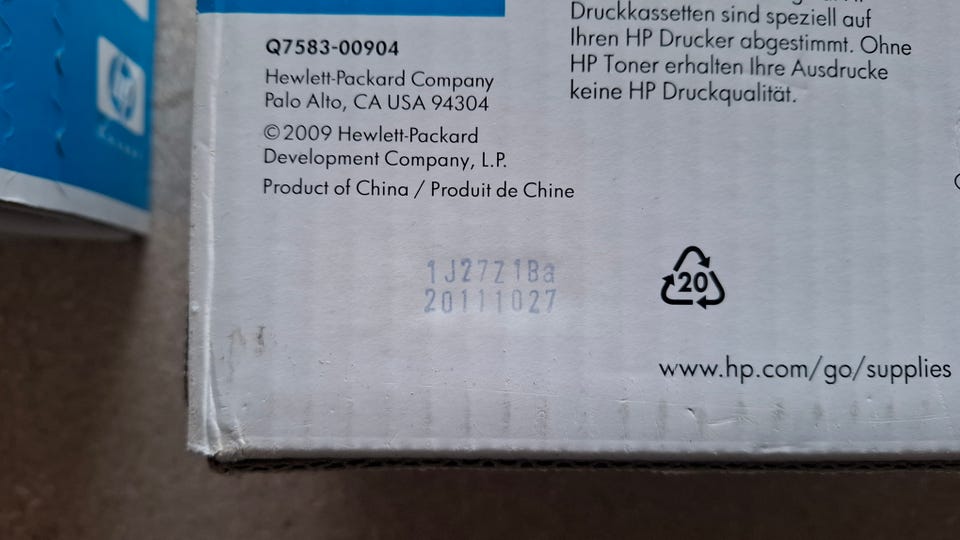 Q7583-00904
Hewlett-Packard Company
Palo Alto, CA USA 94304
©2009 Hewlett-Packard
Development Company, L.P.
Product of China / Produit de Chine
Druckkassetten sind speziell auf
Ihren HP Drucker abgestimmt. Ohne
HP Toner erhalten Ihre Ausdrucke
keine HP Druckqualität.
1J27Z1Ba
20111027
20
www.hp.com/go/supplies
hp